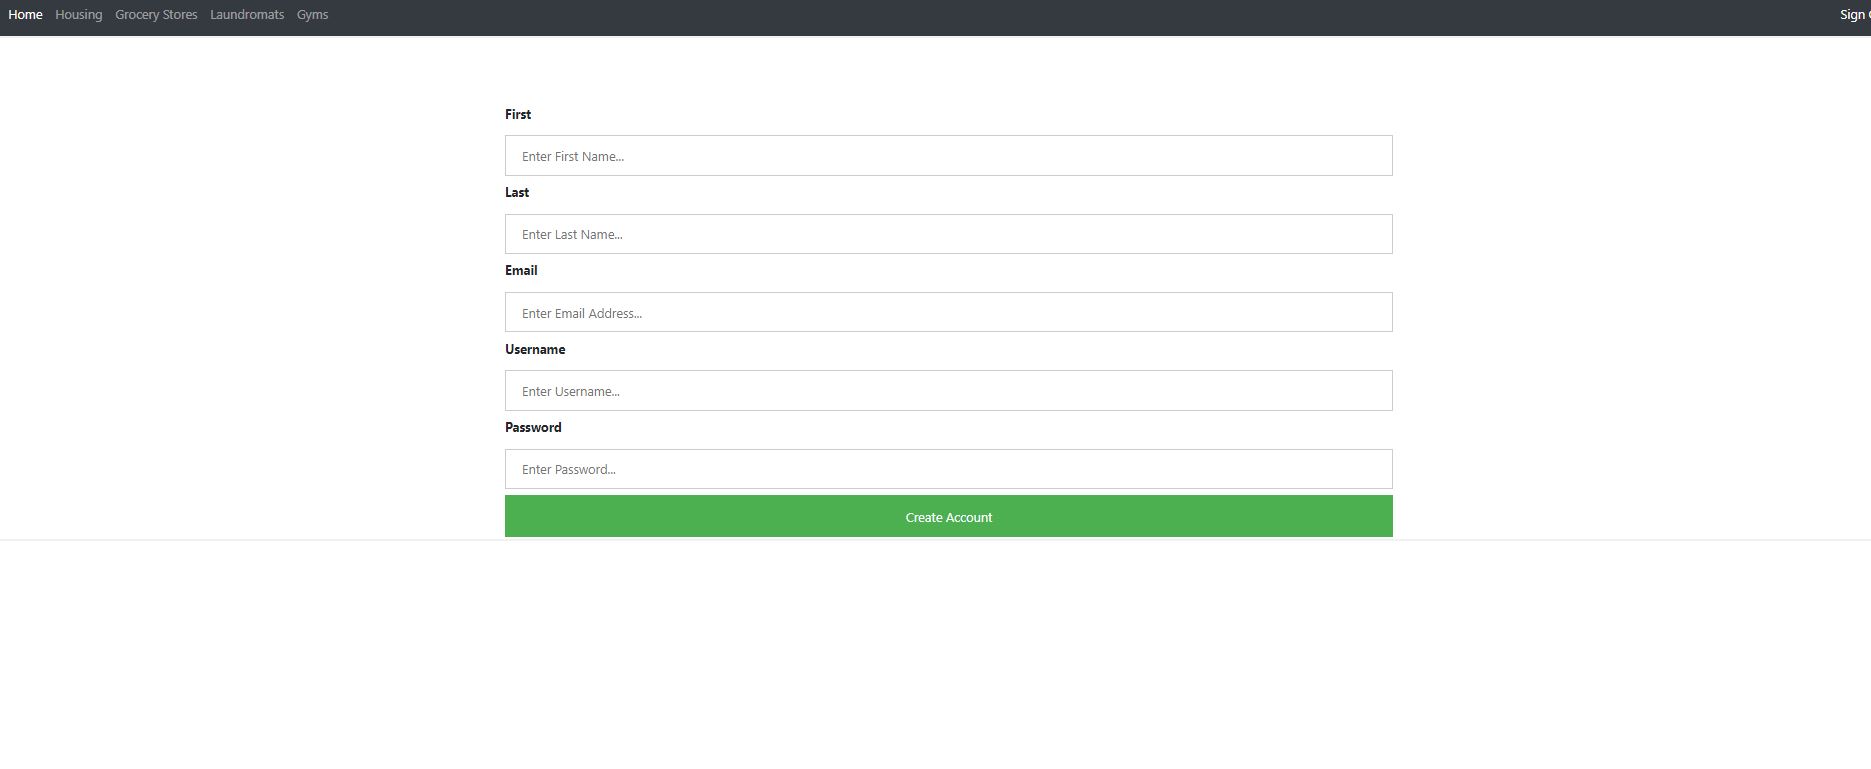 Home Housing Grocery Stores Laundromats Gyms Sign
First
Enter First Name...
Last
Enter Last Name...
Email
Enter Email Address...
Username
Enter Username...
Password
Enter Password...
Create Account